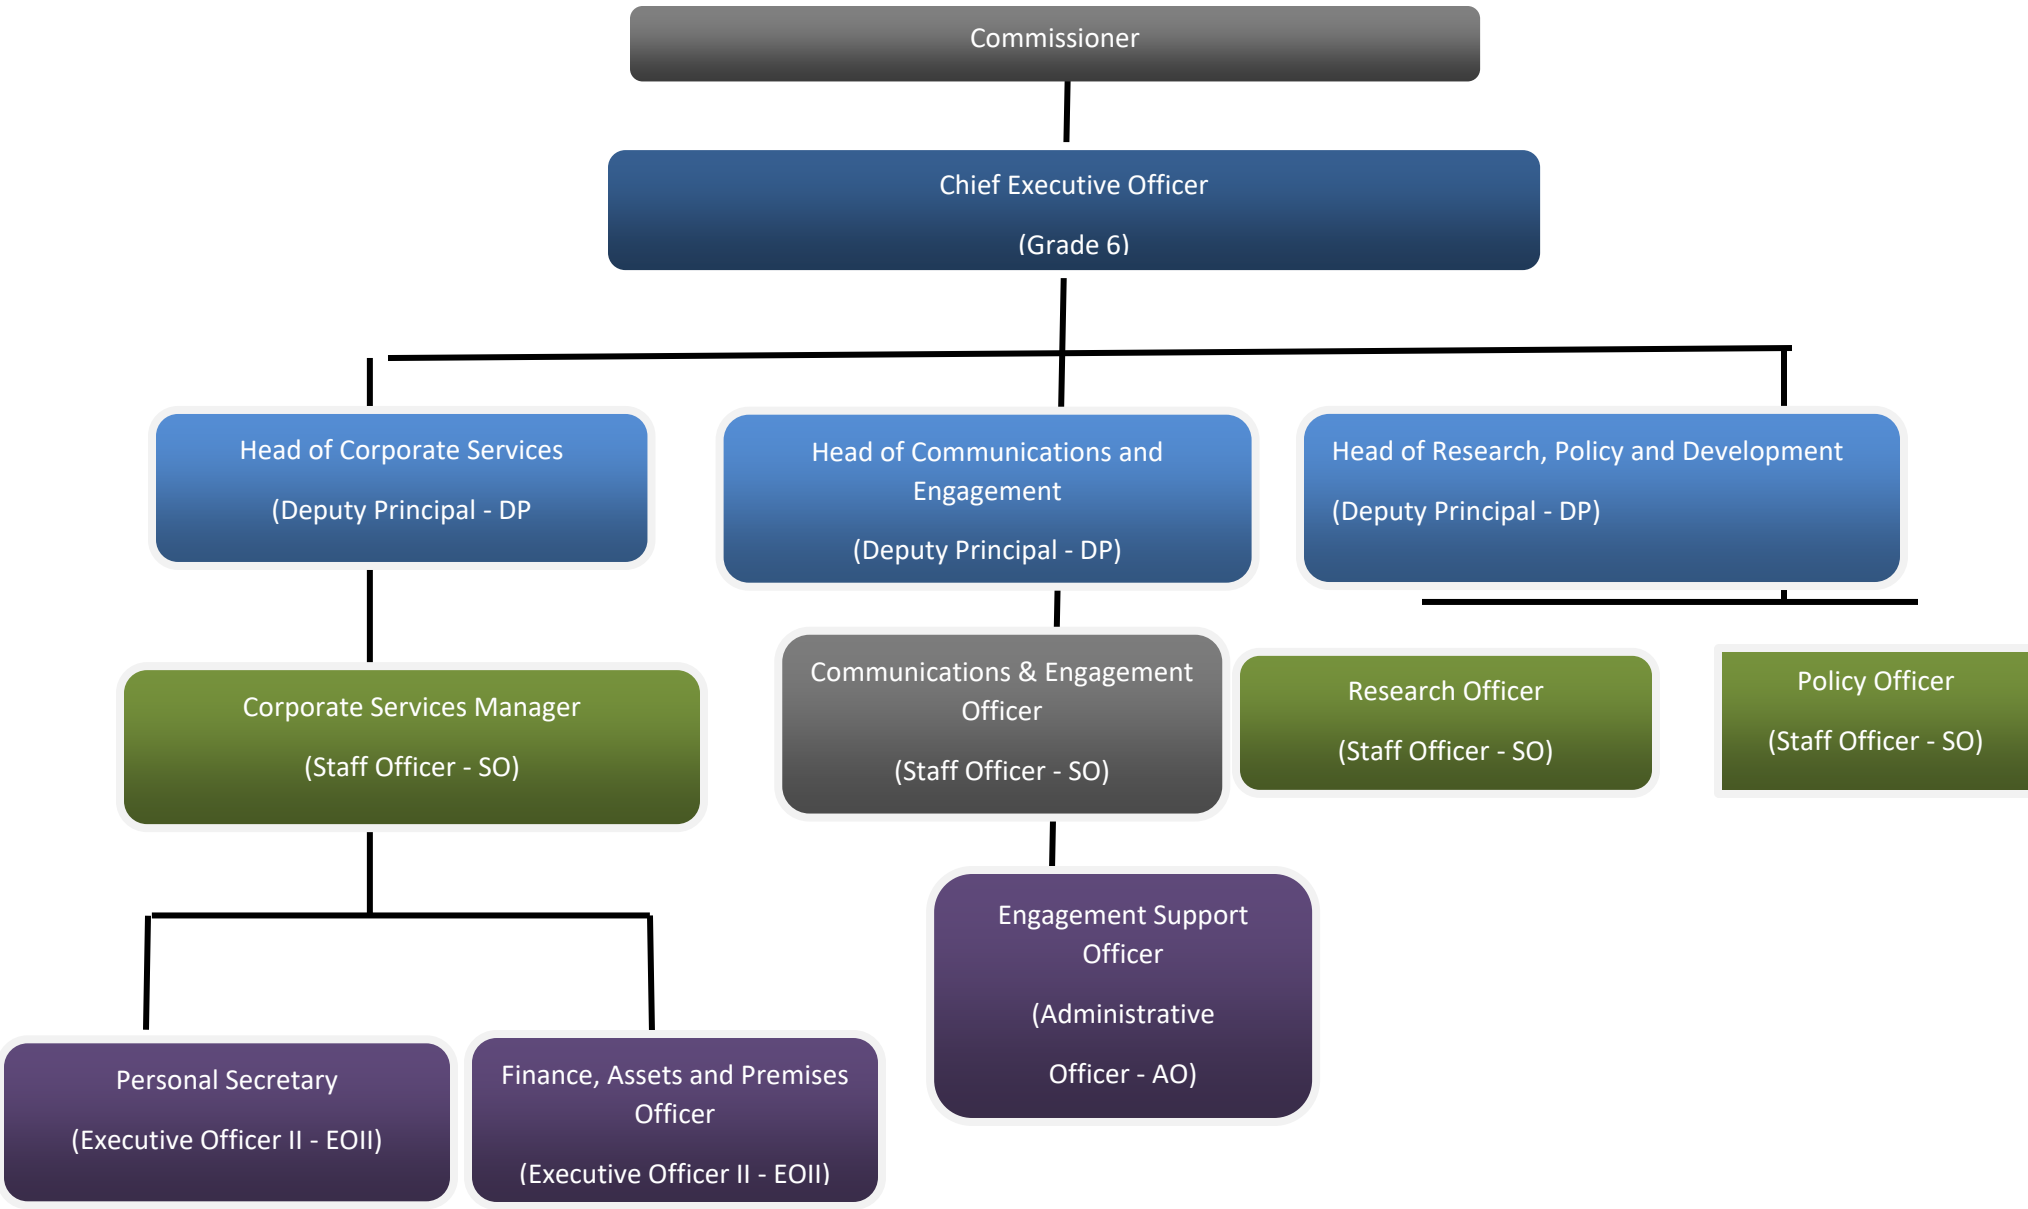 Commissioner
Chief Executive Officer
(Grade 6)
Head of Corporate Services
(Deputy Principal - DP
Head of Communications and
Engagement
(Deputy Principal - DP)
Head of Research, Policy and Development
(Deputy Principal - DP)
Corporate Services Manager
(Staff Officer - SO)
Communications & Engagement
Officer
(Staff Officer - SO)
Research Officer
(Staff Officer - SO)
Policy Officer
(Staff Officer - SO)
Personal Secretary
(Executive Officer II - EOII)
Finance, Assets and Premises
Officer
(Executive Officer II - EOII)
Engagement Support
Officer
(Administrative
Officer - AO)